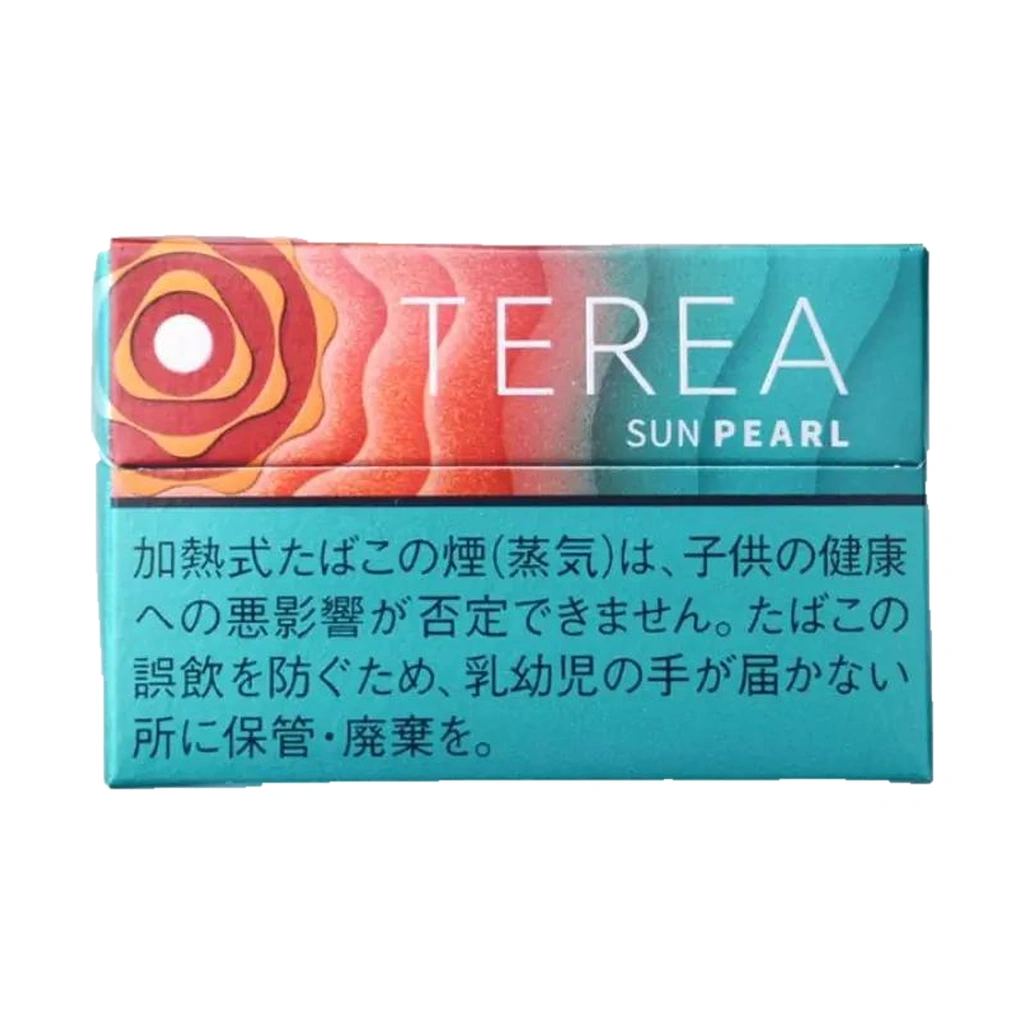 TEREA
SUN PEARL
加熱式たばこの煙(蒸気)は、子供の健康
への悪影響が否定できません。たばこの
誤飲を防ぐため、乳幼児の手が届かない
所に保管・廃棄を。